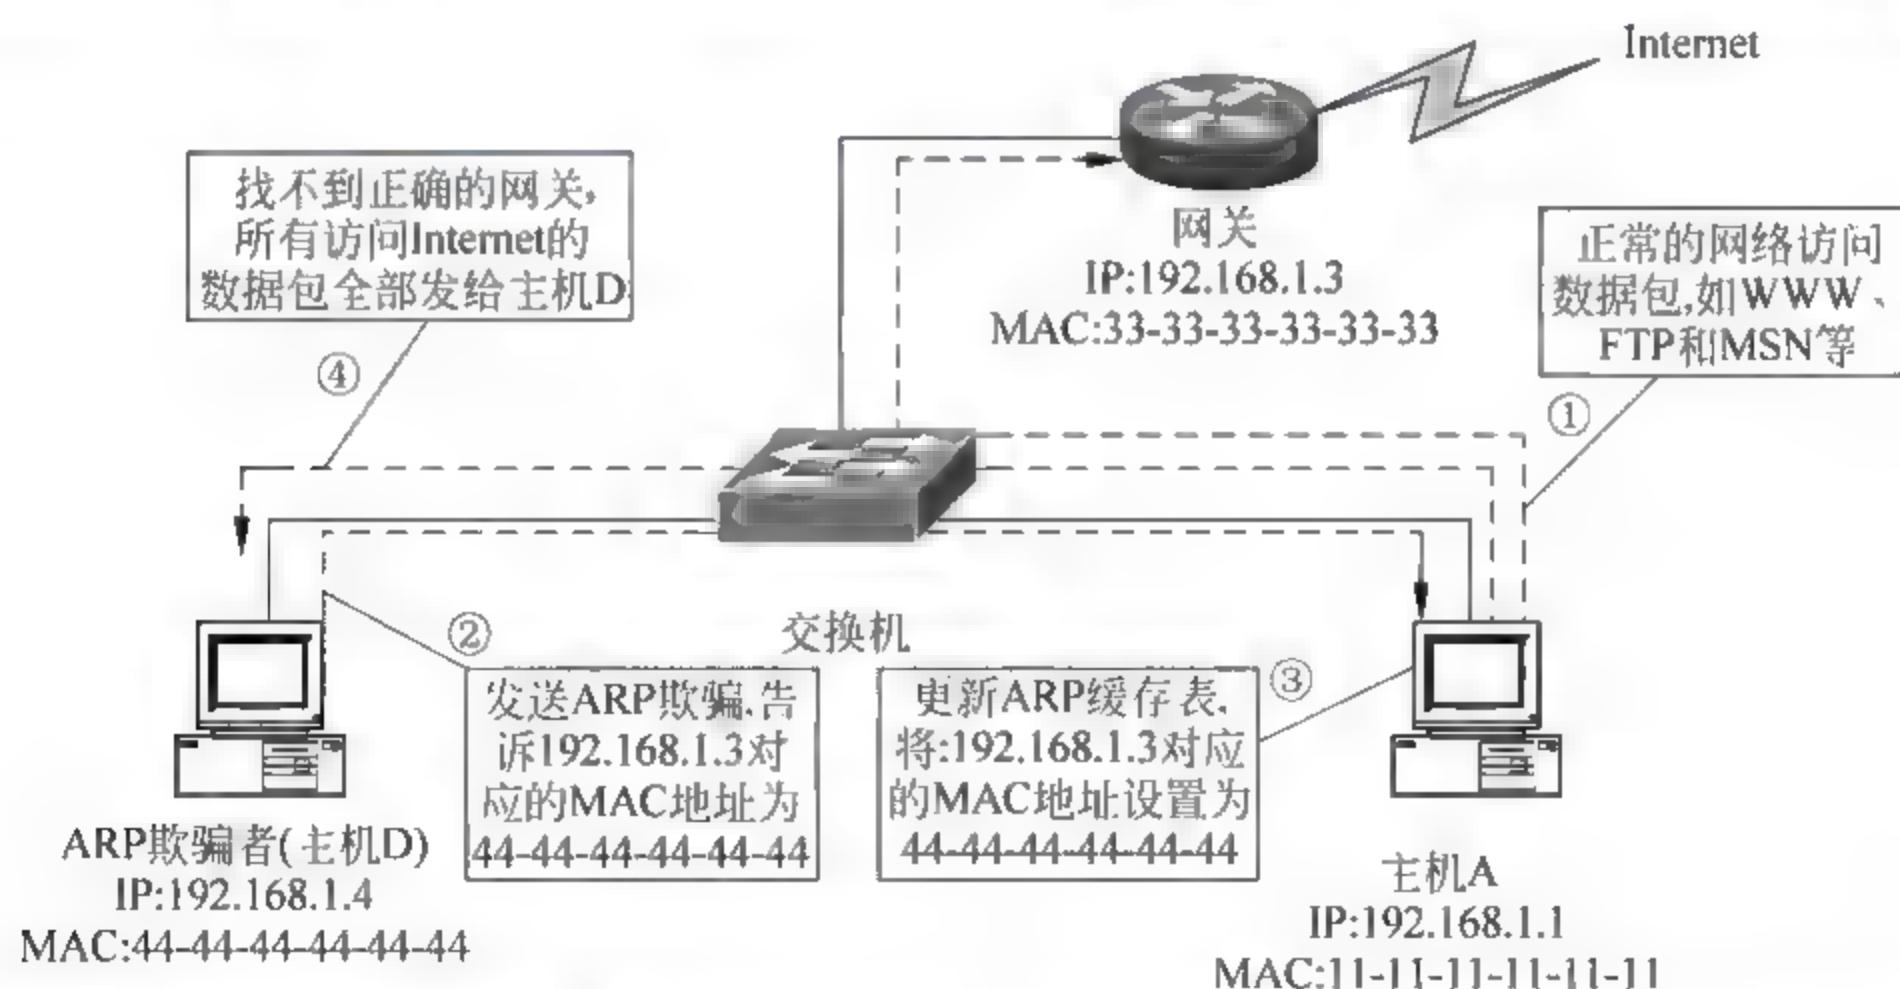 Internet
找不到正确的网关,
所有访问Internet的
数据包全部发给主机D
④
网关
IP:192.168.1.3
MAC:33-33-33-33-33-33
正常的网络访问
数据包,如WWW、
FTP和MSN等
①
②
交换机
发送ARP欺骗,告
诉192.168.1.3对
应的MAC地址为
44-44-44-44-44-44
③
更新ARP缓存表,
将:192.168.1.3对应
的MAC地址设置为
44-44-44-44-44-44
ARP欺骗者(主机D)
IP:192.168.1.4
MAC:44-44-44-44-44-44
主机A
IP:192.168.1.1
MAC:11-11-11-11-11-11